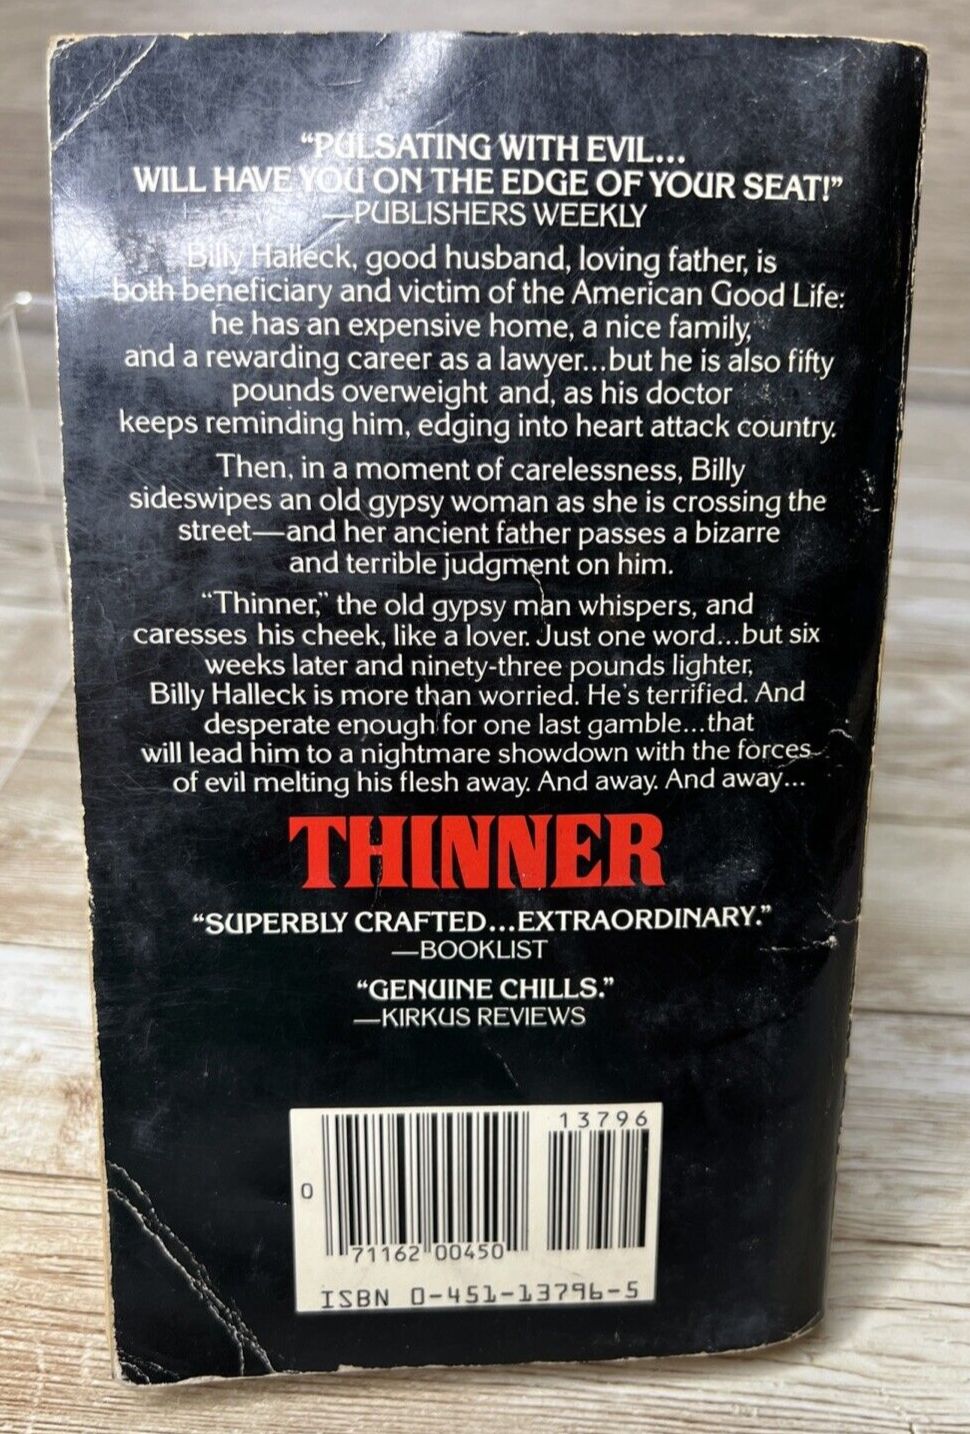 “PULSATING WITH EVIL...
WILL HAVE YOU ON THE EDGE OF YOUR SEAT!”
—PUBLISHERS WEEKLY
Billy Halleck, good husband, loving father, is
both beneficiary and victim of the American Good Life:
he has an expensive home, a nice family,
and a rewarding career as a lawyer...but he is also fifty
pounds overweight and, as his doctor
keeps reminding him, edging into heart attack country.
Then, in a moment of carelessness, Billy
sideswipes an old gypsy woman as she is crossing the
street—and her ancient father passes a bizarre
and terrible judgment on him.
“Thinner,” the old gypsy man whispers, and
caresses his cheek, like a lover. Just one word...but six
weeks later and ninety-three pounds lighter,
Billy Halleck is more than worried. He’s terrified. And
desperate enough for one last gamble...that
will lead him to a nightmare showdown with the forces
of evil melting his flesh away. And away. And away...
THINNER
“SUPERBLY CRAFTED...EXTRAORDINARY.”
—BOOKLIST
“GENUINE CHILLS.”
—KIRKUS REVIEWS
13796
0
71162 00450
ISBN 0-451-13796-5